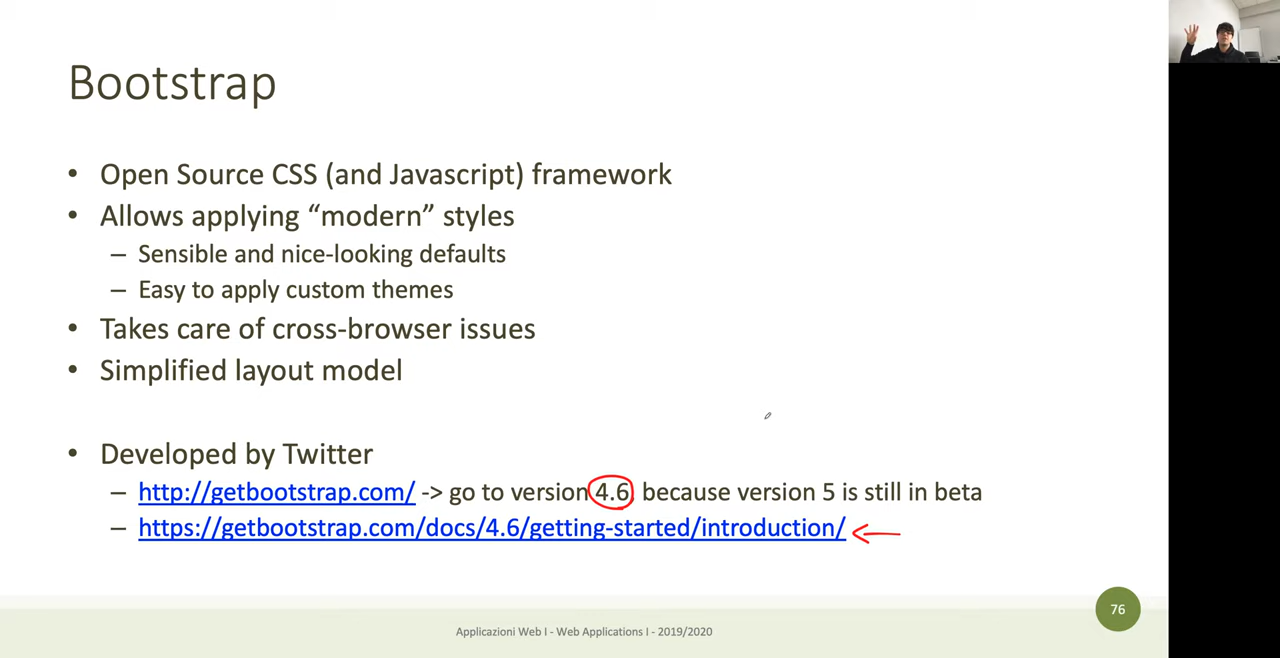 Bootstrap
• Open Source CSS (and Javascript) framework
• Allows applying “modern” styles
– Sensible and nice-looking defaults
– Easy to apply custom themes
• Takes care of cross-browser issues
• Simplified layout model
• Developed by Twitter
– http://getbootstrap.com/ -> go to version 4.6, because version 5 is still in beta
– https://getbootstrap.com/docs/4.6/getting-started/introduction/
76
Applicazioni Web I - Web Applications I - 2019/2020